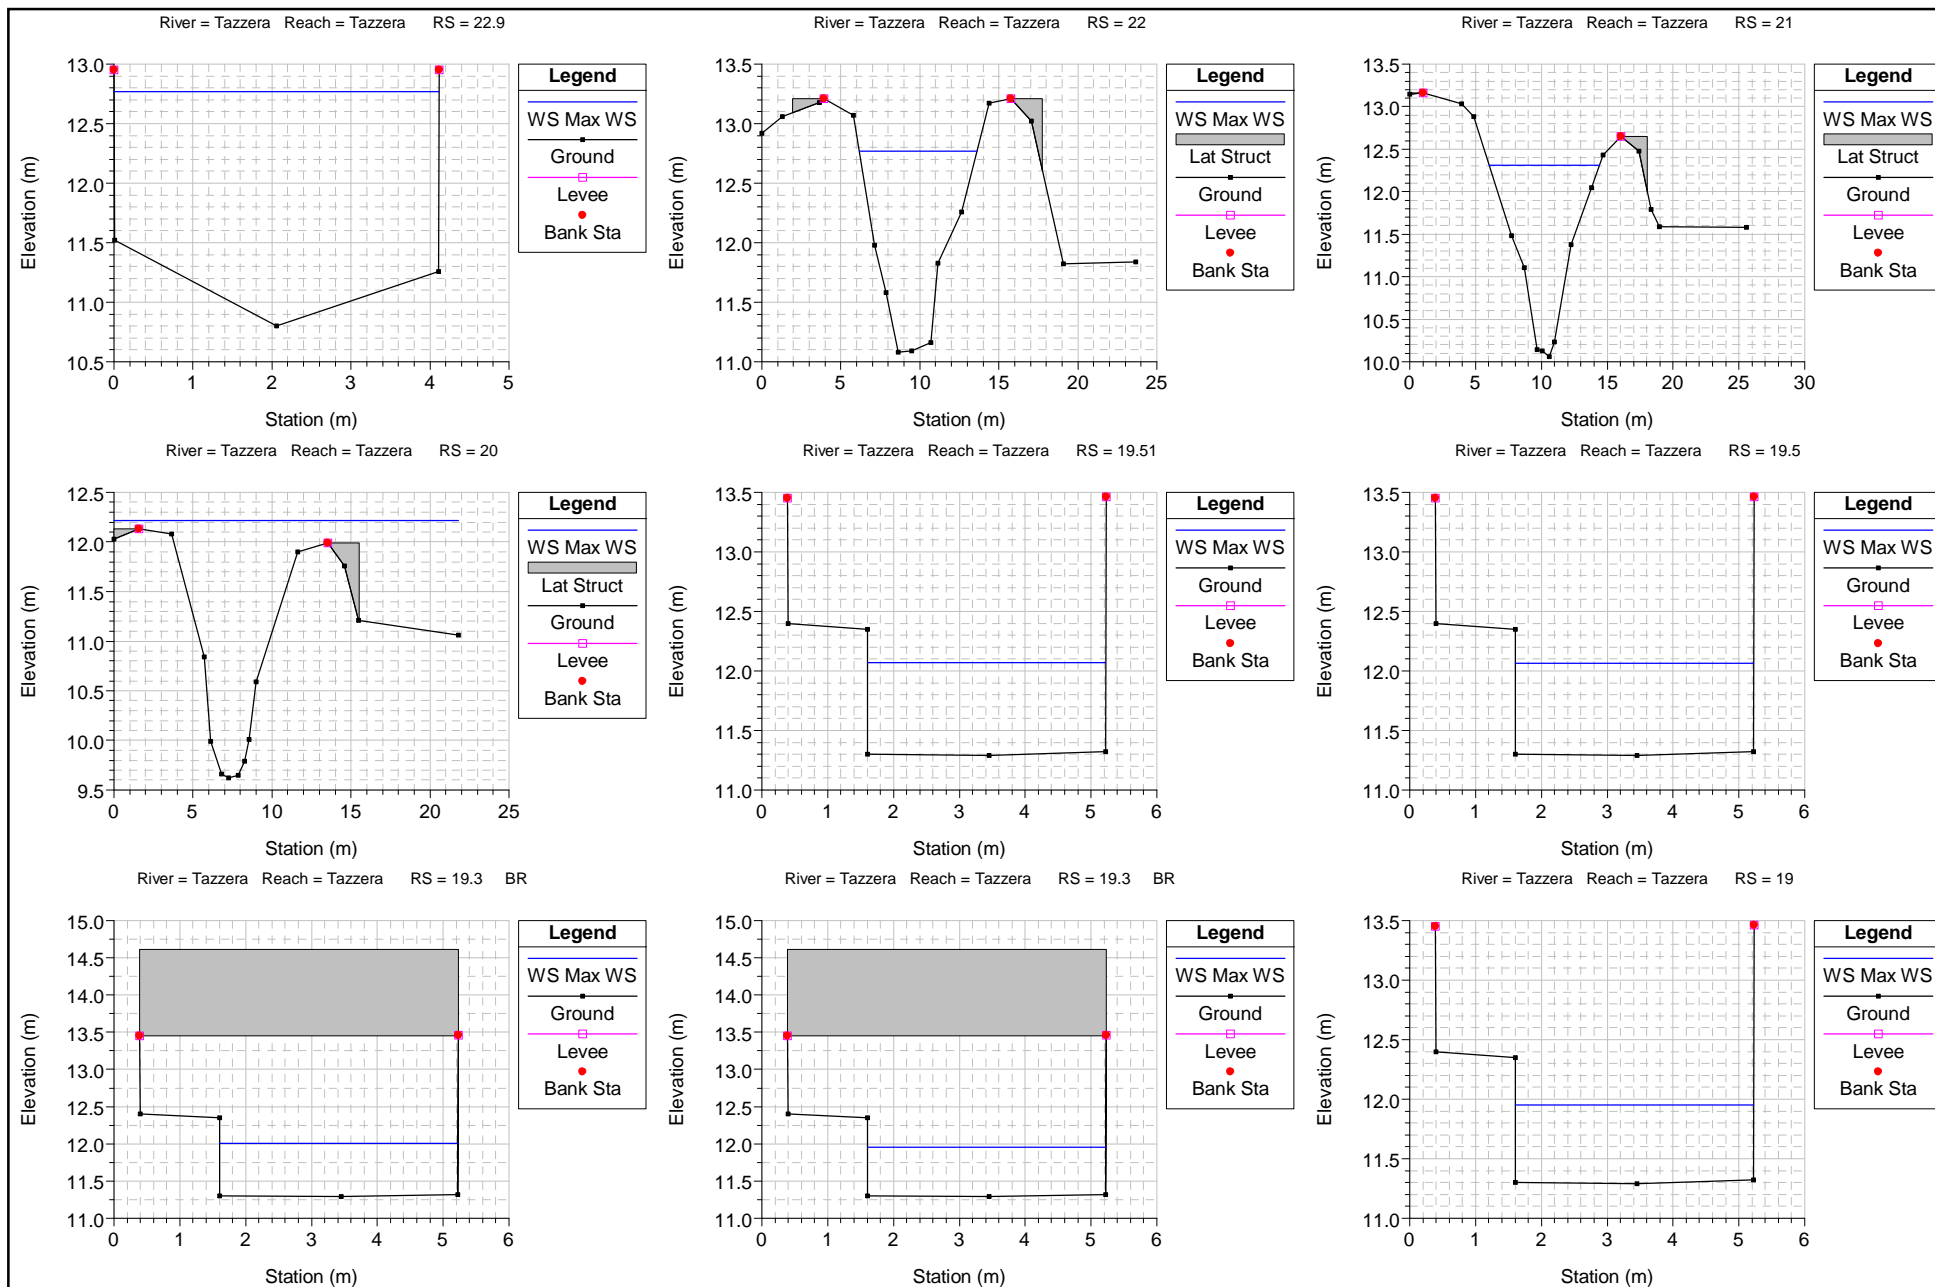 River = Tazzera Reach = Tazzera RS = 22.9
Elevation (m)
13.0
12.5
12.0
11.5
11.0
10.5
0 1 2 3 4 5
Station (m)
Legend
WS Max WS
Ground
Levee
Bank Sta
River = Tazzera Reach = Tazzera RS = 22
Elevation (m)
13.5
13.0
12.5
12.0
11.5
11.0
0 5 10 15 20 25
Station (m)
Legend
WS Max WS
Lat Struct
Ground
Levee
Bank Sta
River = Tazzera Reach = Tazzera RS = 21
Elevation (m)
13.5
13.0
12.5
12.0
11.5
11.0
10.5
10.0
0 5 10 15 20 25 30
Station (m)
Legend
WS Max WS
Lat Struct
Ground
Levee
Bank Sta
River = Tazzera Reach = Tazzera RS = 20
Elevation (m)
12.5
12.0
11.5
11.0
10.5
10.0
9.5
0 5 10 15 20 25
Station (m)
Legend
WS Max WS
Lat Struct
Ground
Levee
Bank Sta
River = Tazzera Reach = Tazzera RS = 19.51
Elevation (m)
13.5
13.0
12.5
12.0
11.5
11.0
0 1 2 3 4 5 6
Station (m)
Legend
WS Max WS
Ground
Levee
Bank Sta
River = Tazzera Reach = Tazzera RS = 19.5
Elevation (m)
13.5
13.0
12.5
12.0
11.5
11.0
0 1 2 3 4 5 6
Station (m)
Legend
WS Max WS
Ground
Levee
Bank Sta
River = Tazzera Reach = Tazzera RS = 19.3 BR
Elevation (m)
15.0
14.5
14.0
13.5
13.0
12.5
12.0
11.5
11.0
0 1 2 3 4 5 6
Station (m)
Legend
WS Max WS
Ground
Levee
Bank Sta
River = Tazzera Reach = Tazzera RS = 19.3 BR
Elevation (m)
15.0
14.5
14.0
13.5
13.0
12.5
12.0
11.5
11.0
0 1 2 3 4 5 6
Station (m)
Legend
WS Max WS
Ground
Levee
Bank Sta
River = Tazzera Reach = Tazzera RS = 19
Elevation (m)
13.5
13.0
12.5
12.0
11.5
11.0
0 1 2 3 4 5 6
Station (m)
Legend
WS Max WS
Ground
Levee
Bank Sta